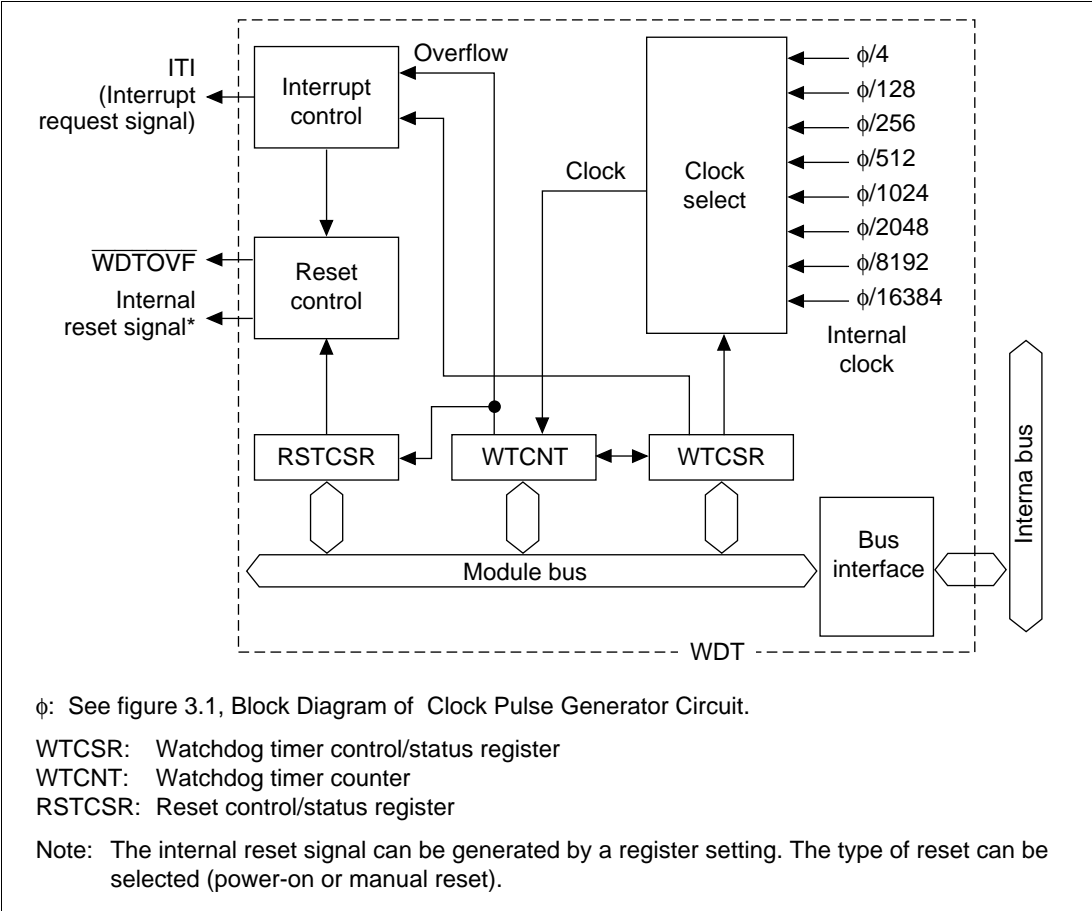 ITI
(Interrupt
request signal)
Overflow
Interrupt
control
φ/4
φ/128
φ/256
φ/512
φ/1024
φ/2048
φ/8192
φ/16384
Clock
Clock
select
WDTOVF
Internal
reset signal*
Reset
control
Internal
clock
RSTCSR
WTCNT
WTCSR
Interna bus
Bus
interface
Module bus
WDT
φ: See figure 3.1, Block Diagram of Clock Pulse Generator Circuit.
WTCSR: Watchdog timer control/status register
WTCNT: Watchdog timer counter
RSTCSR: Reset control/status register
Note: The internal reset signal can be generated by a register setting. The type of reset can be
selected (power-on or manual reset).